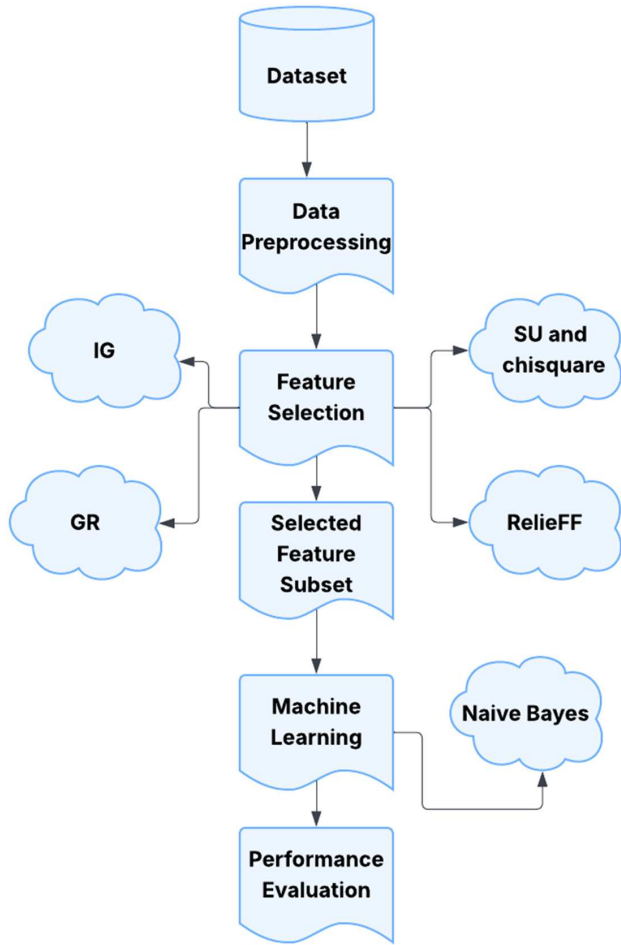 Dataset
Data
Preprocessing
IG
SU and
chisquare
Feature
Selection
GR
RelieFF
Selected
Feature
Subset
Machine
Learning
Naive Bayes
Performance
Evaluation